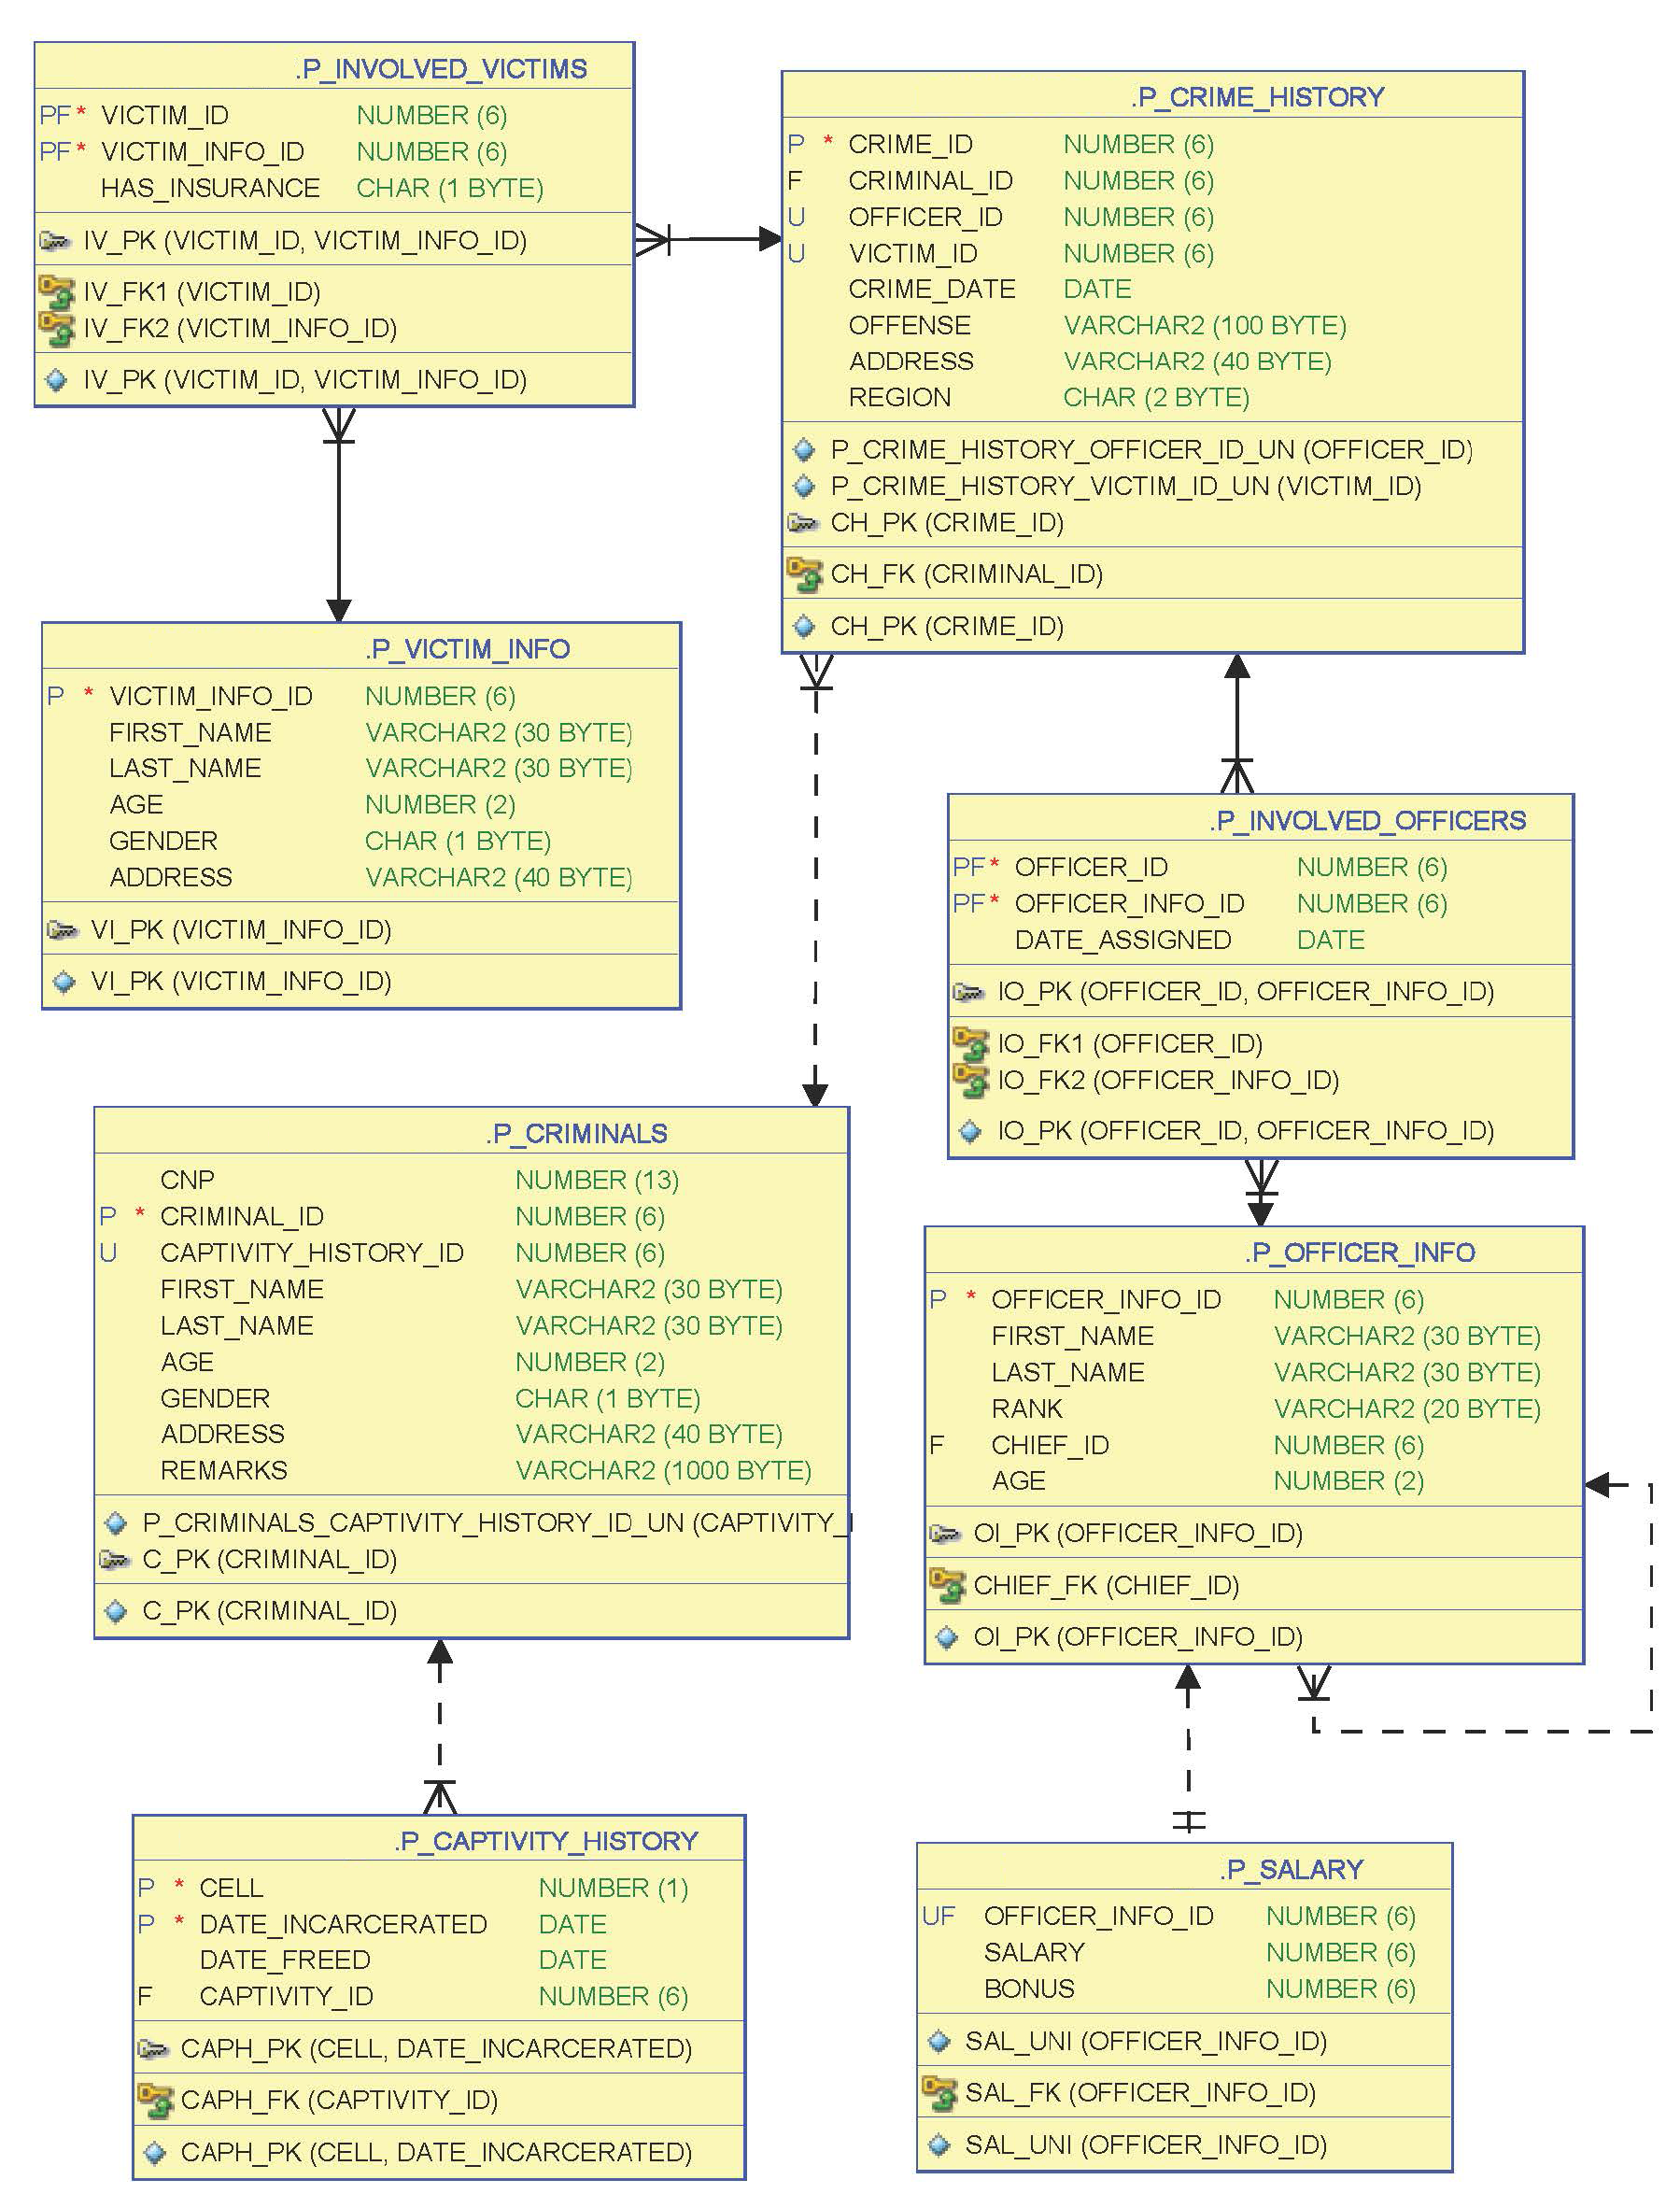 .P_INVOLVED_VICTIMS
PF * VICTIM_ID NUMBER (6)
PF * VICTIM_INFO_ID NUMBER (6)
HAS_INSURANCE CHAR (1 BYTE)
IV_PK (VICTIM_ID, VICTIM_INFO_ID)
IV_FK1 (VICTIM_ID)
IV_FK2 (VICTIM_INFO_ID)
IV_PK (VICTIM_ID, VICTIM_INFO_ID)
.P_CRIME_HISTORY
P * CRIME_ID NUMBER (6)
F CRIMINAL_ID NUMBER (6)
U OFFICER_ID NUMBER (6)
U VICTIM_ID NUMBER (6)
CRIME_DATE DATE
OFFENSE VARCHAR2 (100 BYTE)
ADDRESS VARCHAR2 (40 BYTE)
REGION CHAR (2 BYTE)
P_CRIME_HISTORY_OFFICER_ID_UN (OFFICER_ID)
P_CRIME_HISTORY_VICTIM_ID_UN (VICTIM_ID)
CH_PK (CRIME_ID)
CH_FK (CRIMINAL_ID)
CH_PK (CRIME_ID)
.P_VICTIM_INFO
P * VICTIM_INFO_ID NUMBER (6)
FIRST_NAME VARCHAR2 (30 BYTE)
LAST_NAME VARCHAR2 (30 BYTE)
AGE NUMBER (2)
GENDER CHAR (1 BYTE)
ADDRESS VARCHAR2 (40 BYTE)
VI_PK (VICTIM_INFO_ID)
VI_PK (VICTIM_INFO_ID)
.P_INVOLVED_OFFICERS
PF * OFFICER_ID NUMBER (6)
PF * OFFICER_INFO_ID NUMBER (6)
DATE_ASSIGNED DATE
IO_PK (OFFICER_ID, OFFICER_INFO_ID)
IO_FK1 (OFFICER_ID)
IO_FK2 (OFFICER_INFO_ID)
IO_PK (OFFICER_ID, OFFICER_INFO_ID)
.P_CRIMINALS
CNP NUMBER (13)
P * CRIMINAL_ID NUMBER (6)
U CAPTIVITY_HISTORY_ID NUMBER (6)
FIRST_NAME VARCHAR2 (30 BYTE)
LAST_NAME VARCHAR2 (30 BYTE)
AGE NUMBER (2)
GENDER CHAR (1 BYTE)
ADDRESS VARCHAR2 (40 BYTE)
REMARKS VARCHAR2 (1000 BYTE)
P_CRIMINALS_CAPTIVITY_HISTORY_ID_UN (CAPTIVITY_
C_PK (CRIMINAL_ID)
C_PK (CRIMINAL_ID)
.P_OFFICER_INFO
P * OFFICER_INFO_ID NUMBER (6)
FIRST_NAME VARCHAR2 (30 BYTE)
LAST_NAME VARCHAR2 (30 BYTE)
RANK VARCHAR2 (20 BYTE)
F CHIEF_ID NUMBER (6)
AGE NUMBER (2)
OI_PK (OFFICER_INFO_ID)
CHIEF_FK (CHIEF_ID)
OI_PK (OFFICER_INFO_ID)
.P_CAPTIVITY_HISTORY
P * CELL NUMBER (1)
P * DATE_INCARCERATED DATE
DATE_FREED DATE
F CAPTIVITY_ID NUMBER (6)
CAPH_PK (CELL, DATE_INCARCERATED)
CAPH_FK (CAPTIVITY_ID)
CAPH_PK (CELL, DATE_INCARCERATED)
.P_SALARY
UF OFFICER_INFO_ID NUMBER (6)
SALARY NUMBER (6)
BONUS NUMBER (6)
SAL_UNI (OFFICER_INFO_ID)
SAL_FK (OFFICER_INFO_ID)
SAL_UNI (OFFICER_INFO_ID)